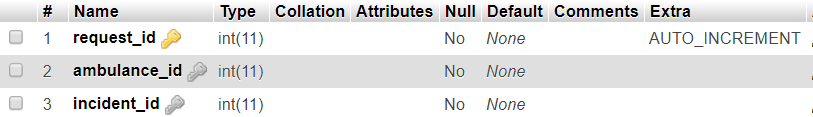 # Name Type Collation Attributes Null Default Comments Extra
1 request_id int(11) No None AUTO_INCREMENT
2 ambulance_id int(11) No None
3 incident_id int(11) No None